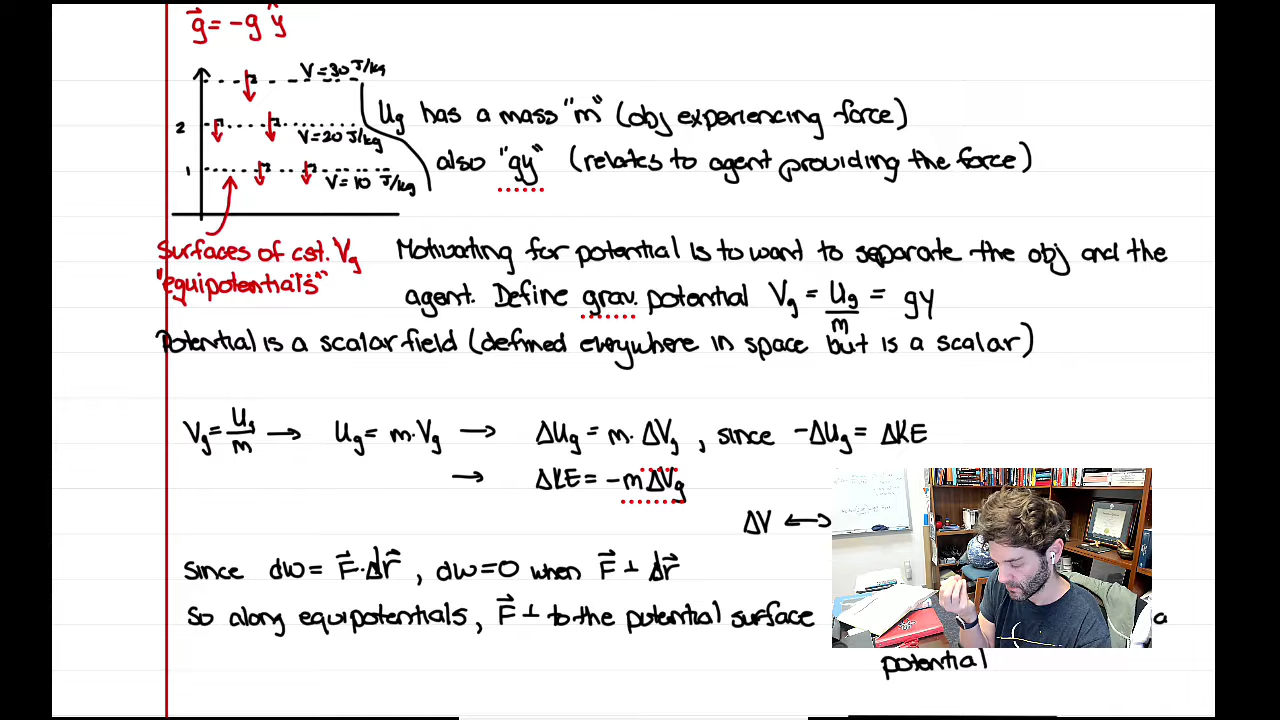 g⃗ = -g ŷ
V=30 J/kg
2
V=20 J/kg
1
V=10 J/kg
Ug has a mass "m" (obj experiencing force)
also "gy" (relates to agent providing the force)
Surfaces of cst. Vg
"equipotentials"
Motivating for potential is to want to separate the obj and the
agent. Define grav. potential Vg = Ug/m = gy
Potential is a scalar field (defined everywhere in space but is a scalar)
Vg = Ug/m → Ug = m·Vg → ΔUg = m·ΔVg , since -ΔUg = ΔKE
→ ΔKE = -mΔVg
ΔV ↔
since dw = F⃗·dr⃗ , dw=0 when F⃗ ⊥ dr⃗
So along equipotentials, F⃗ ⊥ to the potential surface
a
potential